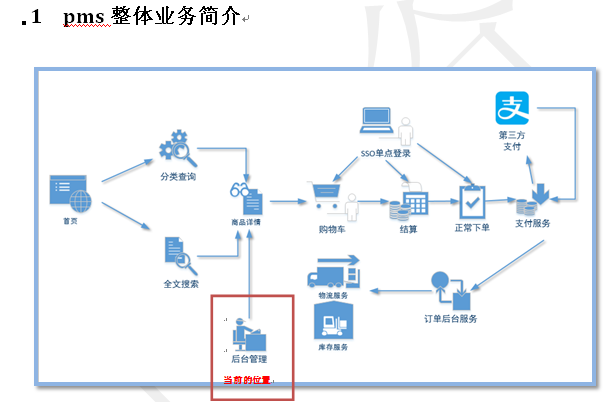 .1 pms 整体业务简介
支
第三方
支付
SSO单点登录
分类查询
首页
商品详情
购物车
结算
正常下单
支付服务
全文搜索
物流服务
订单后台服务
库存服务
后台管理
当前的位置